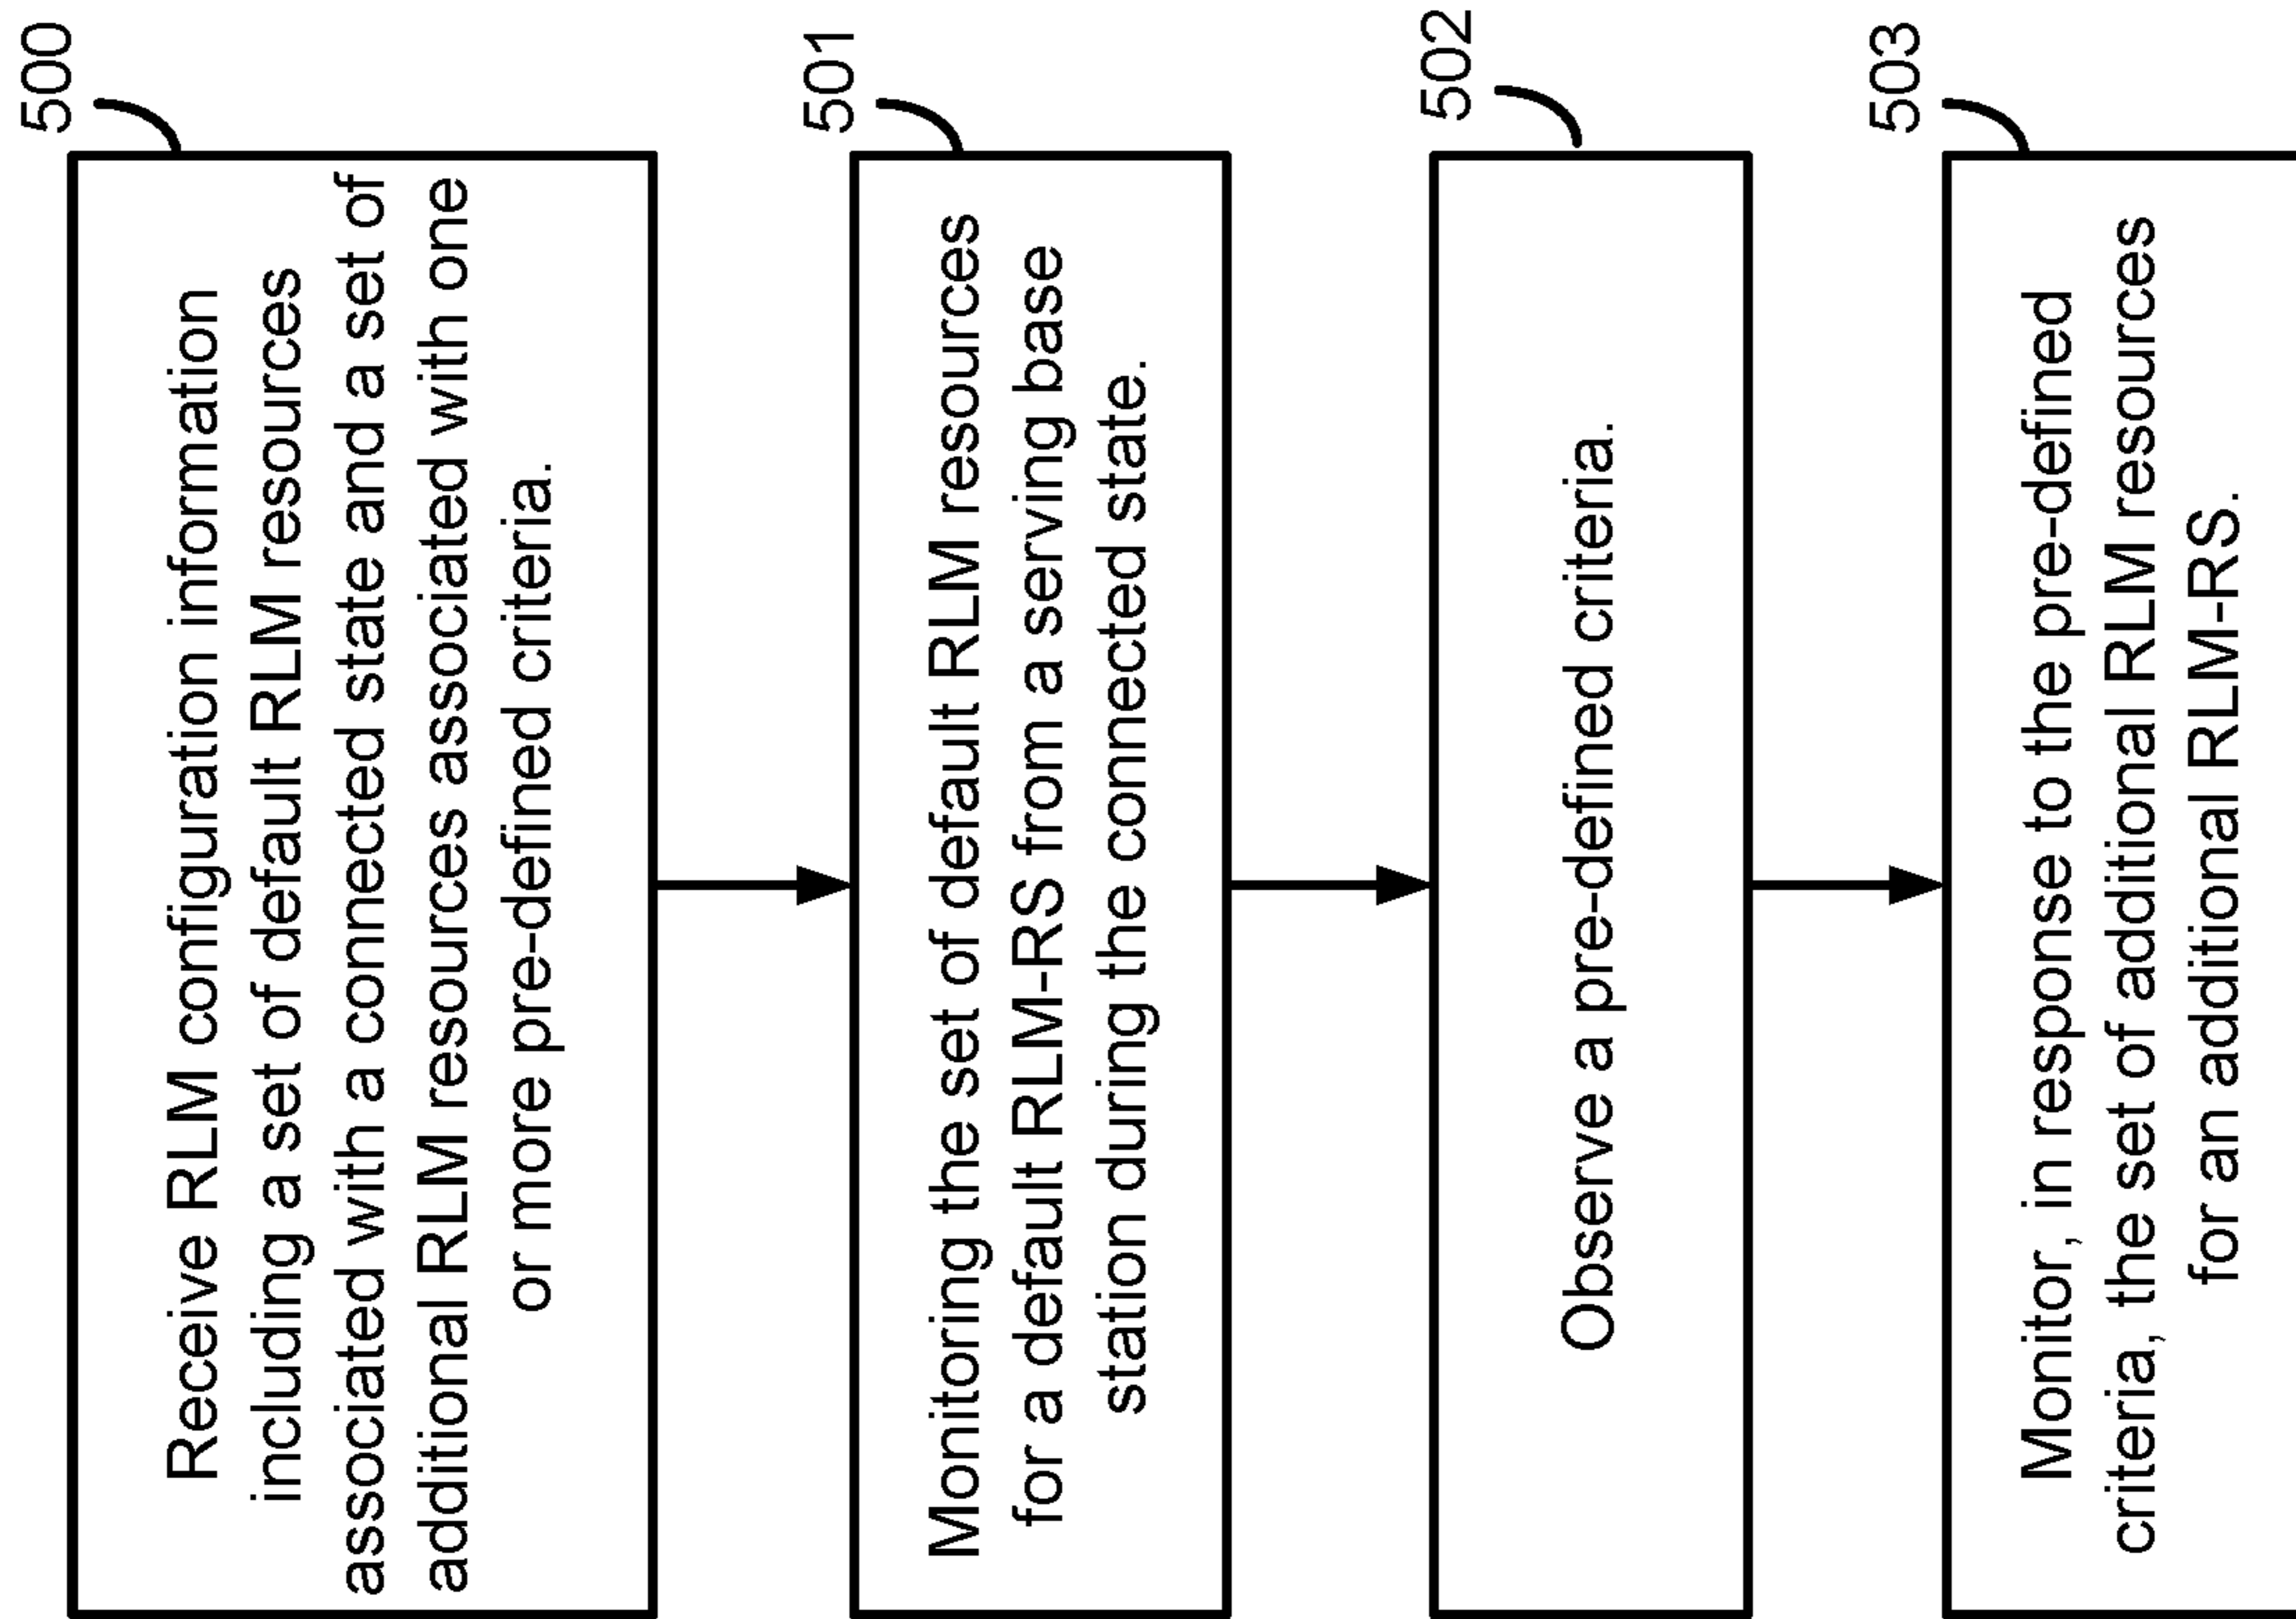 500
Receive RLM configuration information
including a set of default RLM resources
associated with a connected state and a set of
additional RLM resources associated with one
or more pre-defined criteria.
501
Monitoring the set of default RLM resources
for a default RLM-RS from a serving base
station during the connected state.
502
Observe a pre-defined criteria.
503
Monitor, in response to the pre-defined
criteria, the set of additional RLM resources
for an additional RLM-RS.